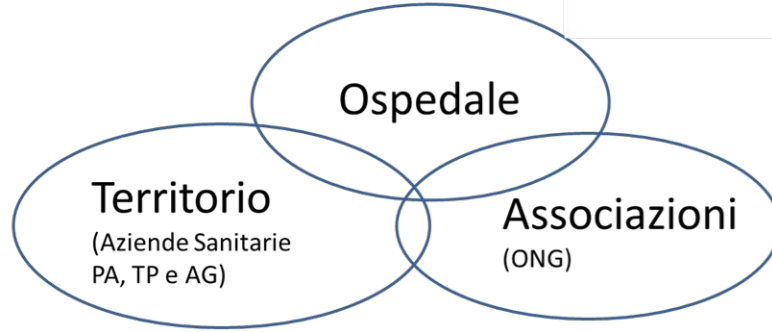 Ospedale
Territorio
(Aziende Sanitarie
PA, TP e AG)
Associazioni
(ONG)